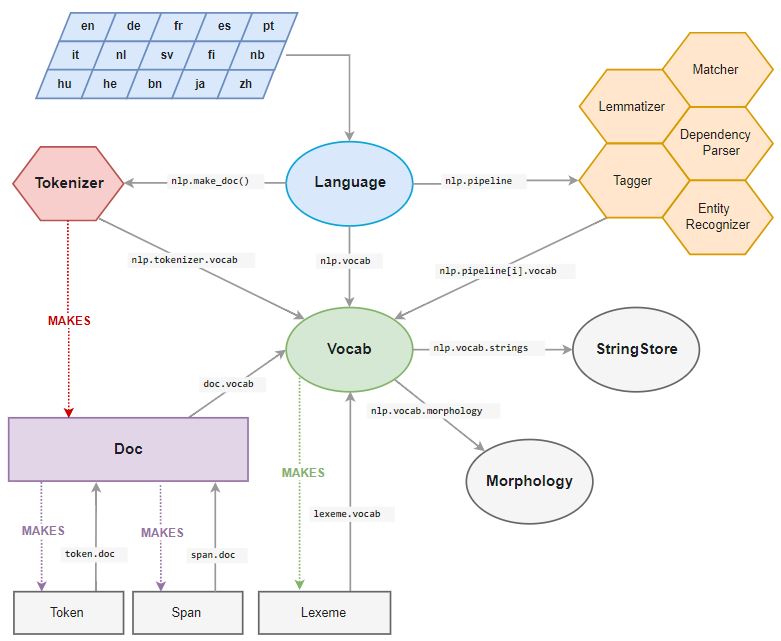 en de fr es pt
it nl sv fi nb
hu he bn ja zh
Matcher
Lemmatizer
Dependency
Parser
Tagger
Entity
Recognizer
Tokenizer
nlp.make_doc()
Language
nlp.pipeline
nlp.tokenizer.vocab
nlp.vocab
nlp.pipeline[i].vocab
MAKES
Vocab
nlp.vocab.strings
StringStore
doc.vocab
nlp.vocab.morphology
Doc
MAKES
Morphology
lexeme.vocab
MAKES
MAKES
token.doc
span.doc
Token
Span
Lexeme